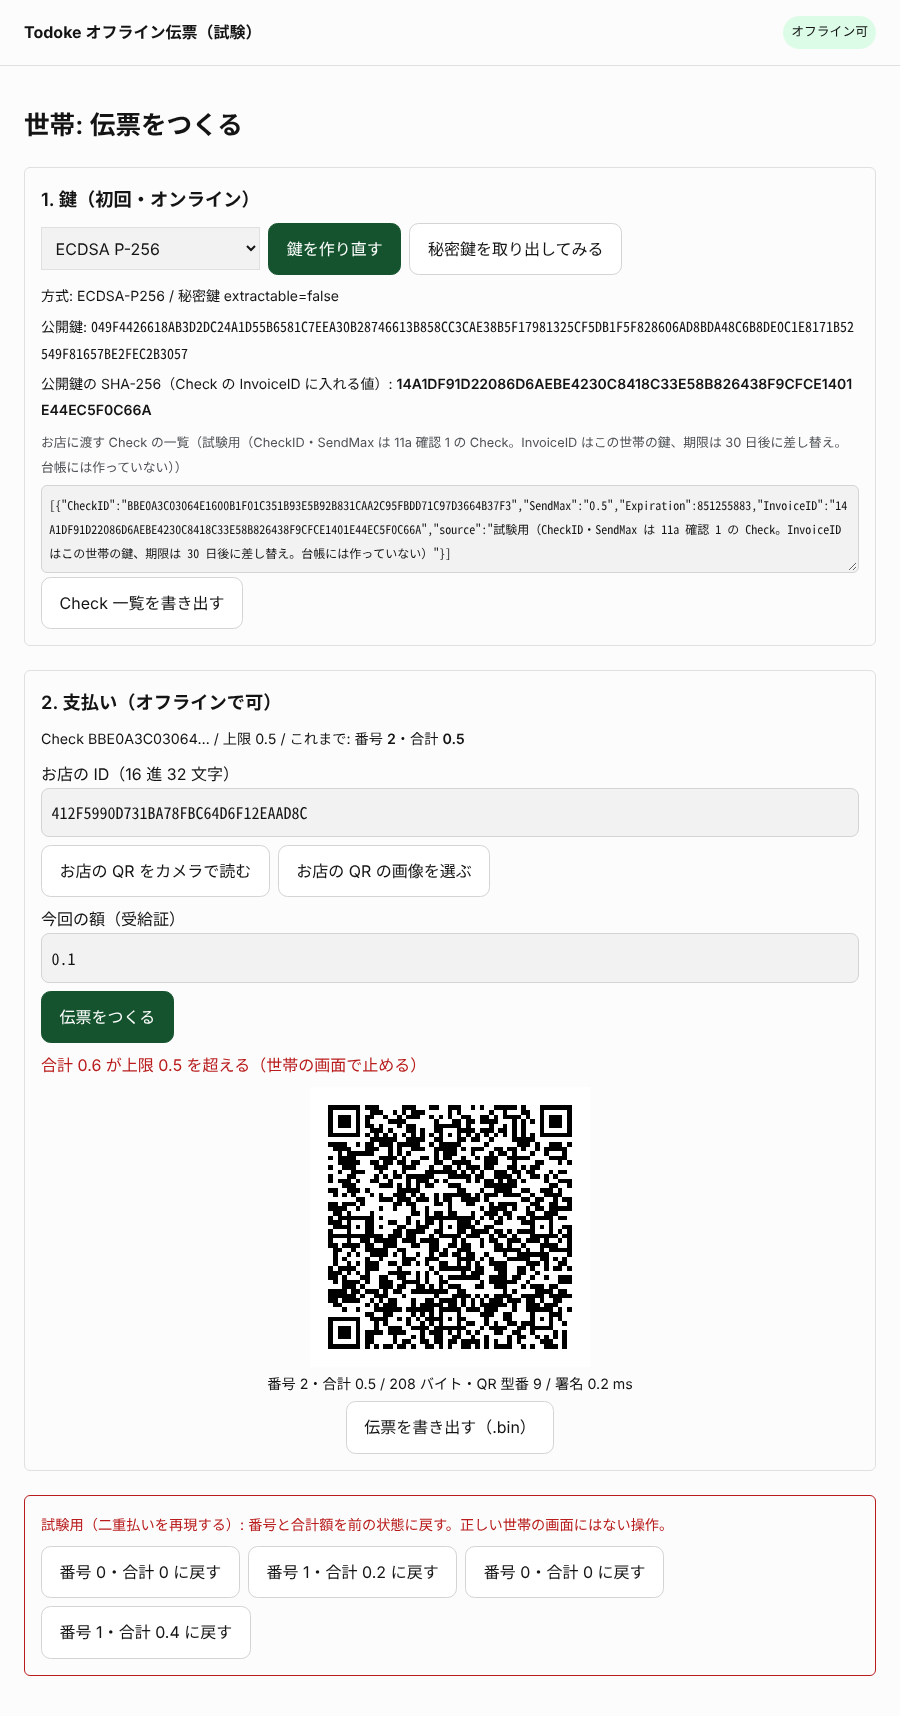 Todoke オフライン伝票（試験）
オフライン可
世帯: 伝票をつくる
1. 鍵（初回・オンライン）
ECDSA P-256
鍵を作り直す
秘密鍵を取り出してみる
方式: ECDSA-P256 / 秘密鍵 extractable=false
公開鍵: 049F4426618AB3D2DC24A1D55B6581C7EEA30B28746613B858CC3CAE38B5F17981325CF5DB1F5F828606AD8BDA48C6B8DE0C1E8171B52
549F81657BE2FEC2B3057
公開鍵の SHA-256（Check の InvoiceID に入れる値）: 14A1DF91D22086D6AEBE4230C8418C33E58B826438F9CFCE1401
E44EC5F0C66A
お店に渡す Check の一覧（試験用（CheckID・SendMax は 11a 確認 1 の Check。InvoiceID はこの世帯の鍵、期限は 30 日後に差し替え。
台帳には作っていない））
[{"CheckID":"BBE0A3C03064E1600B1F01C351B93E5B92B831CAA2C95FBDD71C97D3664B37F3","SendMax":"0.5","Expiration":851255883,"InvoiceID":"14
A1DF91D22086D6AEBE4230C8418C33E58B826438F9CFCE1401E44EC5F0C66A","source":"試験用（CheckID・SendMax は 11a 確認 1 の Check。InvoiceID
はこの世帯の鍵、期限は 30 日後に差し替え。台帳には作っていない）"}]
Check 一覧を書き出す
2. 支払い（オフラインで可）
Check BBE0A3C03064... / 上限 0.5 / これまで: 番号 2・合計 0.5
お店の ID（16 進 32 文字）
412F5990D731BA78FBC64D6F12EAAD8C
お店の QR をカメラで読む
お店の QR の画像を選ぶ
今回の額（受給証）
0.1
伝票をつくる
合計 0.6 が上限 0.5 を超える（世帯の画面で止める）
番号 2・合計 0.5 / 208 バイト・QR 型番 9 / 署名 0.2 ms
伝票を書き出す（.bin）
試験用（二重払いを再現する）: 番号と合計額を前の状態に戻す。正しい世帯の画面にはない操作。
番号 0・合計 0 に戻す
番号 1・合計 0.2 に戻す
番号 0・合計 0 に戻す
番号 1・合計 0.4 に戻す